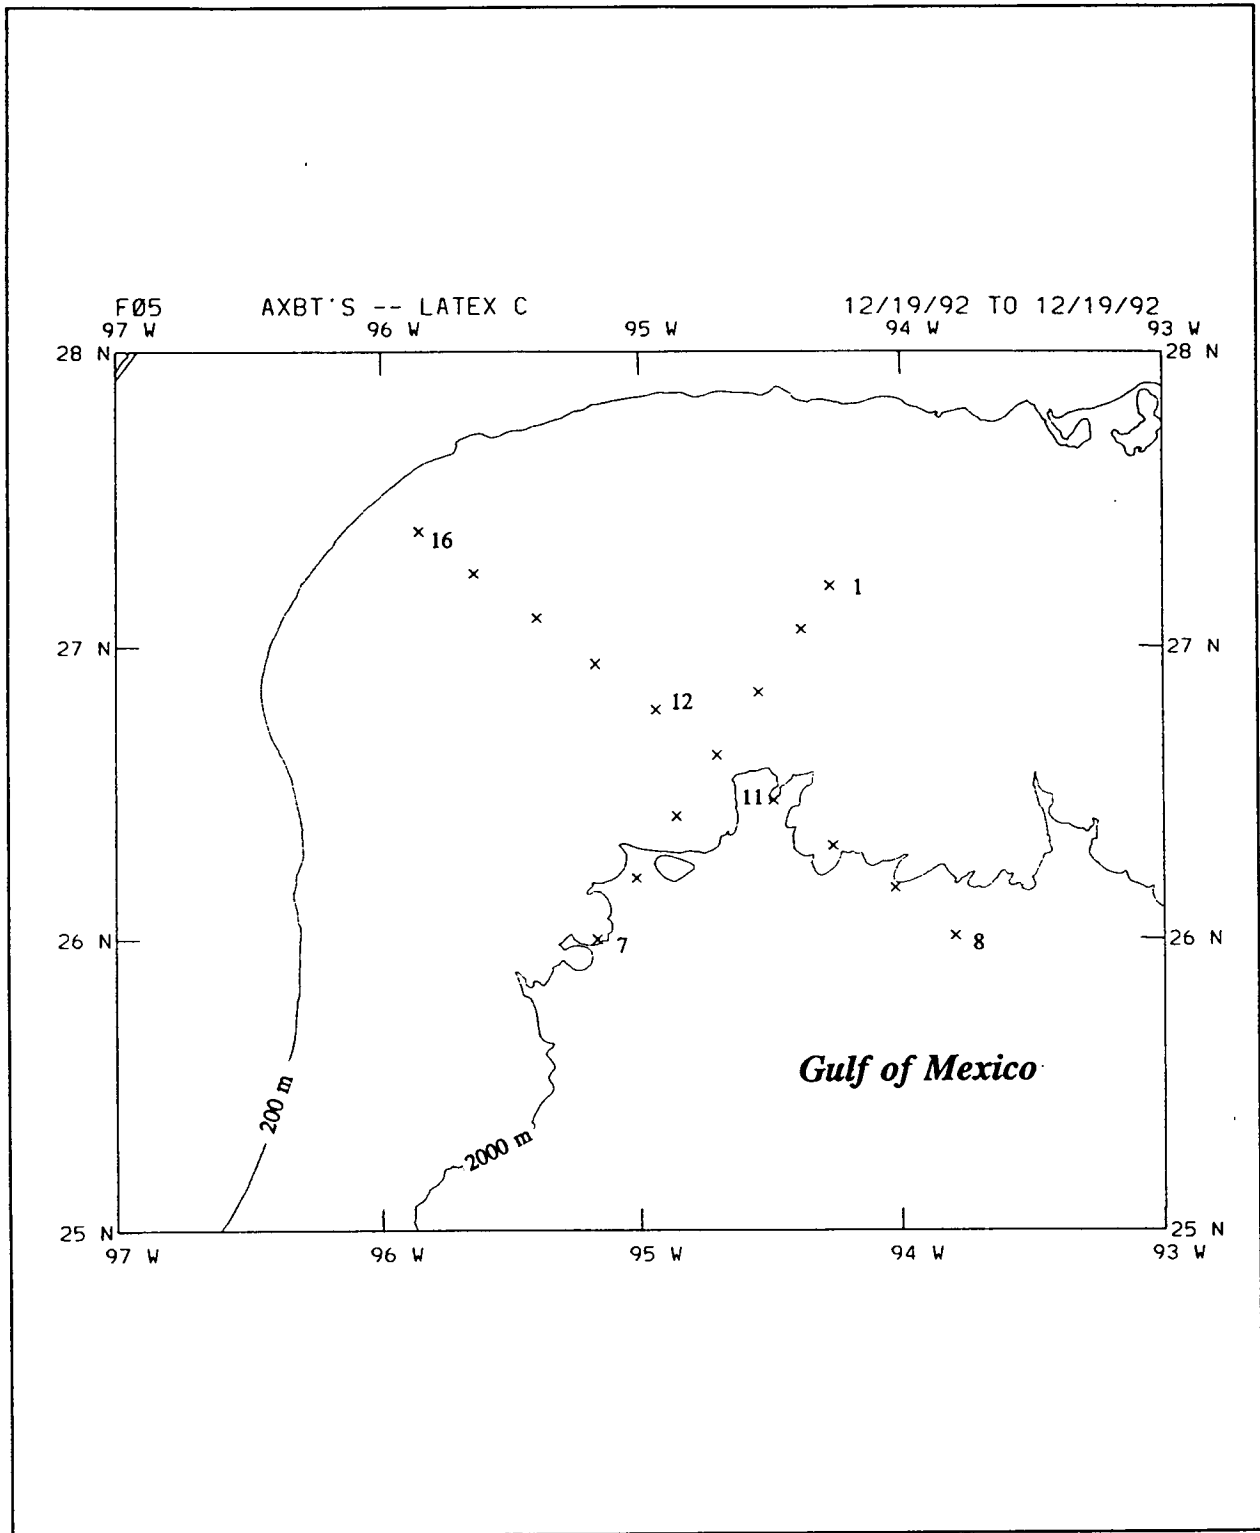 FØ5 AXBT'S -- LATEX C 12/19/92 TO 12/19/92
97 W 96 W 95 W 94 W 93 W
28 N 28 N
16
1
27 N 27 N
12
11
26 N 7 8 26 N
Gulf of Mexico
200 m
2000 m
25 N 25 N
97 W 96 W 95 W 94 W 93 W